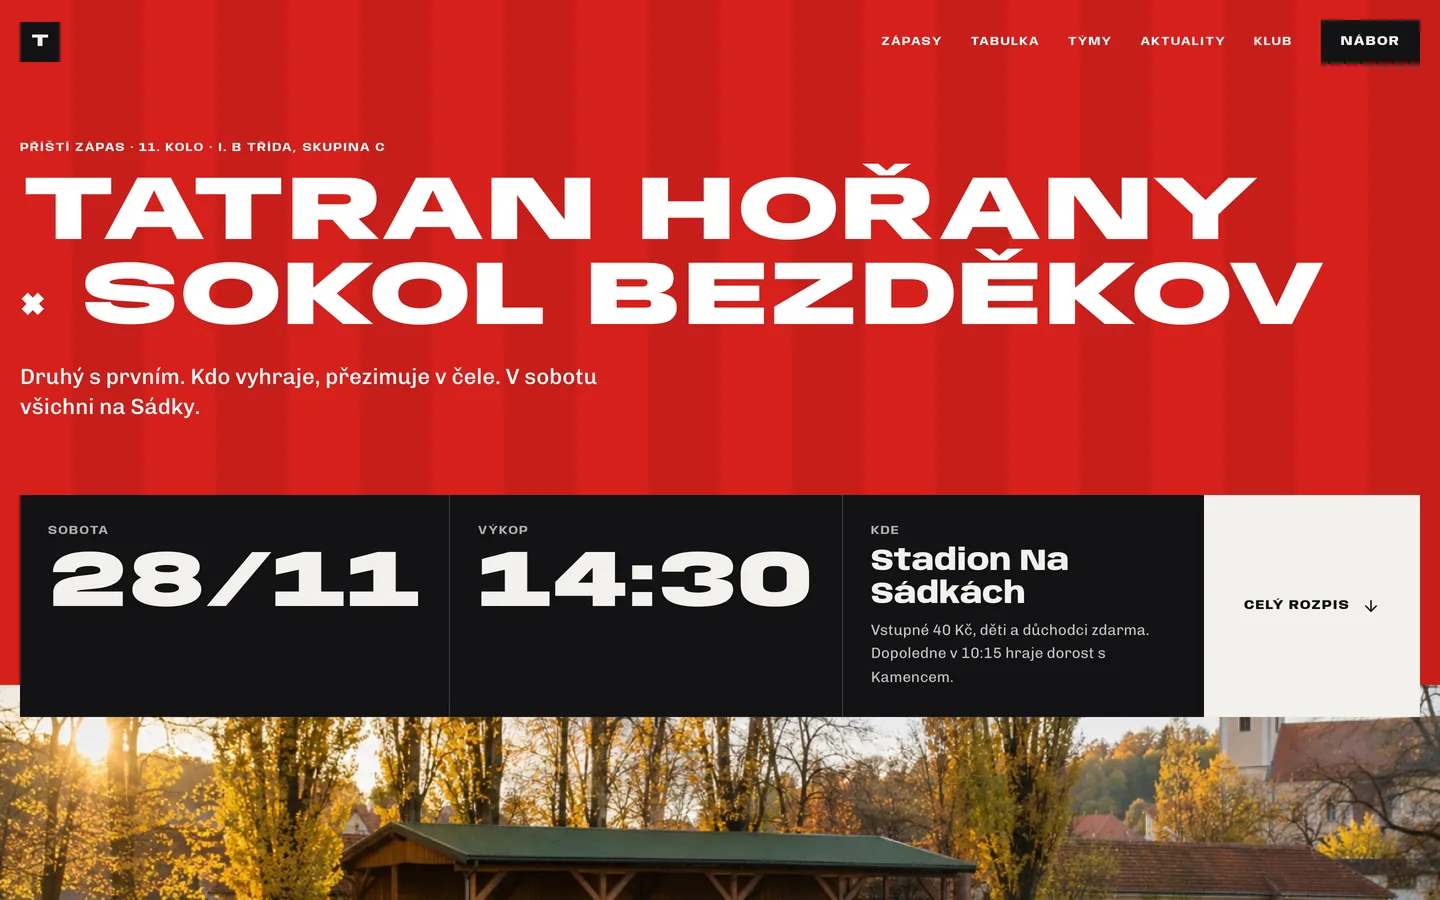 T
ZÁPASY TABULKA TÝMY AKTUALITY KLUB NÁBOR
PŘÍŠTÍ ZÁPAS · 11. KOLO · I. B TŘÍDA, SKUPINA C
TATRAN HOŘANY
× SOKOL BEZDĚKOV
Druhý s prvním. Kdo vyhraje, přezimuje v čele. V sobotu
všichni na Sádky.
SOBOTA
28/11
VÝKOP
14:30
KDE
Stadion Na
Sádkách
Vstupné 40 Kč, děti a důchodci zdarma.
Dopoledne v 10:15 hraje dorost s
Kamencem.
CELÝ ROZPIS ↓